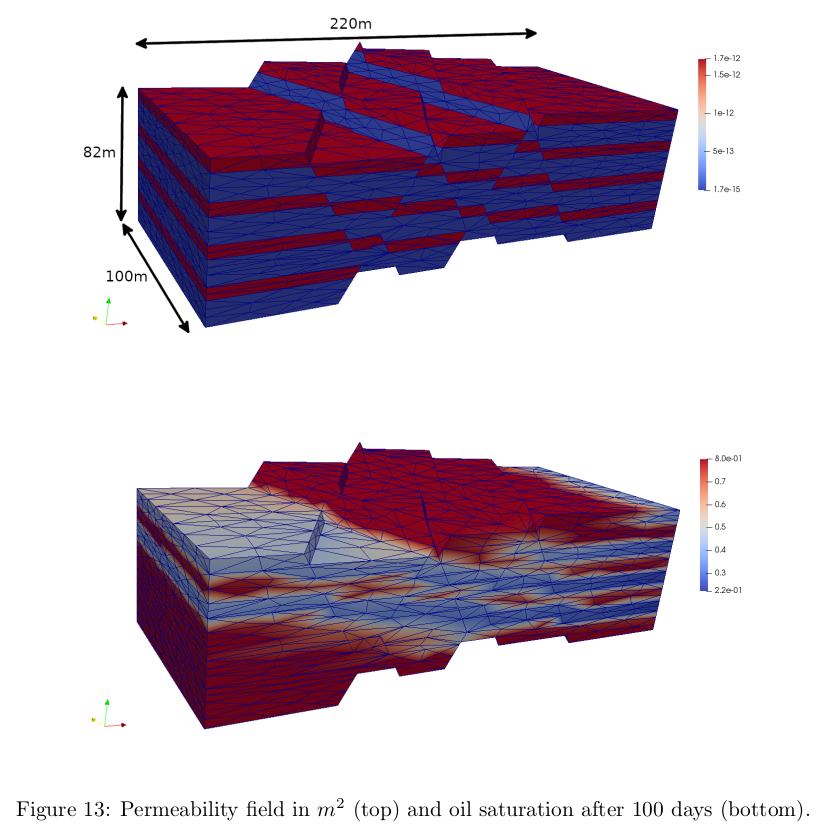 220m
1.7e-12
1.5e-12
1e-12
5e-13
1.7e-15
82m
100m
8.0e-01
0.7
0.6
0.5
0.4
0.3
2.2e-01
Figure 13: Permeability field in m² (top) and oil saturation after 100 days (bottom).